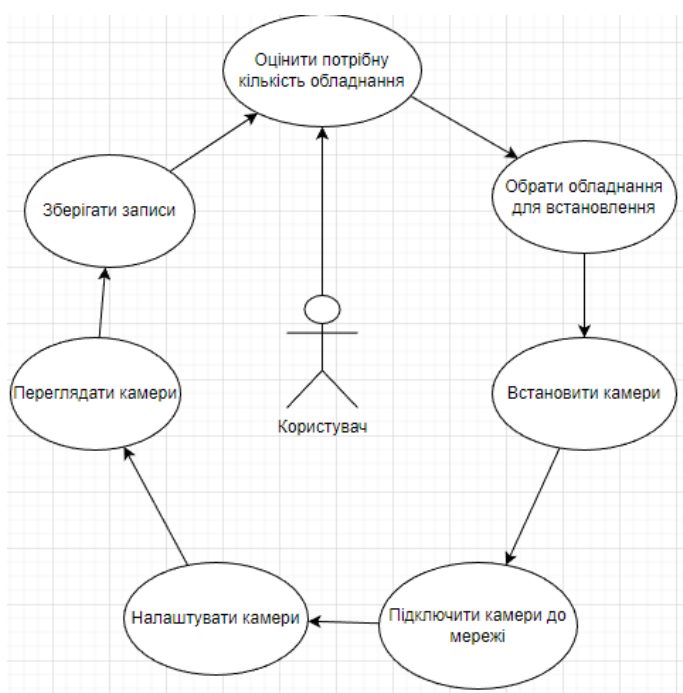 Оцінити потрібну
кількість обладнання
Обрати обладнання
для встановлення
Зберігати записи
Встановити камери
Переглядати камери
Користувач
Підключити камери до
мережі
Налаштувати камери